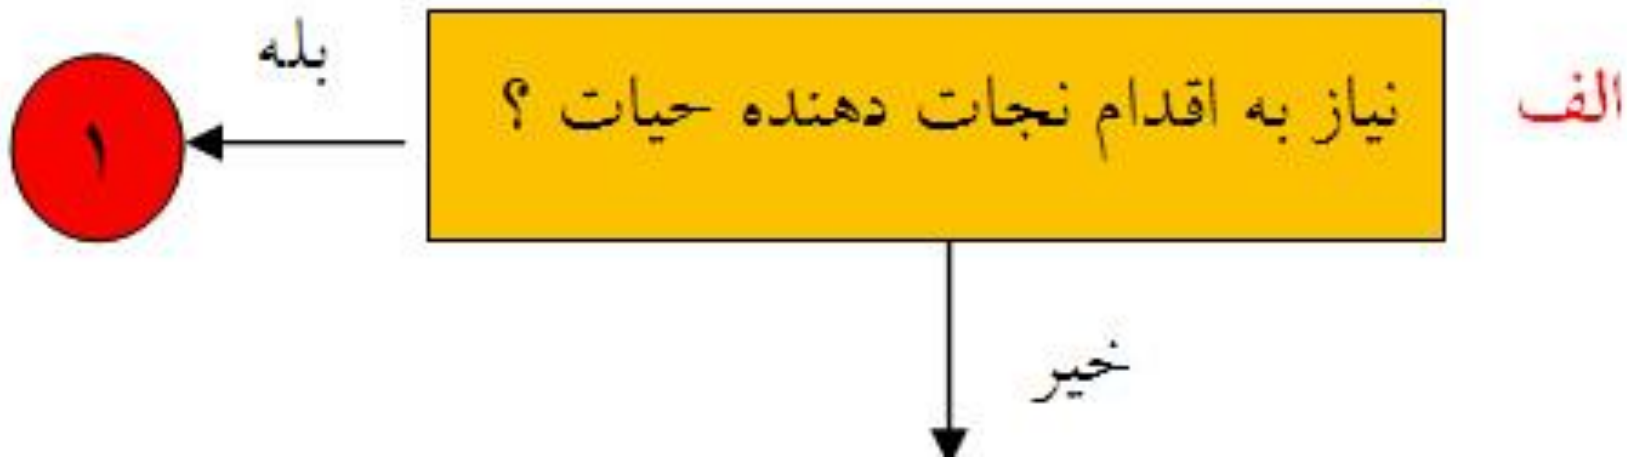 الف
نیاز به اقدام نجات دهنده حیات ؟
بله
۱
خیر